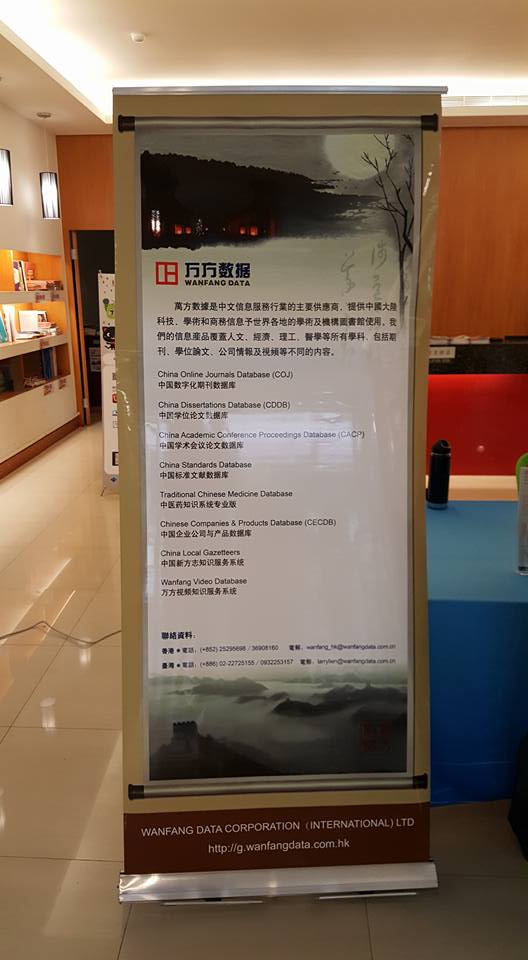 万方数据
WANFANG DATA
萬方數據是中文信息服務行業的主要供應商、提供中國大陸
科技、學術和商務信息予世界各地的學術及機構圖書館使用。我
們的信息産品覆蓋人文、經濟、理工、醫學等所有學科、包括期
刊、學位論文、公司情報及視頻等不同的內容。
China Online Journals Database (COJ)
中国数字化期刊数据库
China Dissertations Database (CDDB)
中国学位论文数据库
China Academic Conference Proceedings Database (CACP)
中国学术会议论文数据库
China Standards Database
中国标准文献数据库
Traditional Chinese Medicine Database
中医药知识系统专业版
Chinese Companies & Products Database (CECDB)
中国企业公司与产品数据库
China Local Gazetteers
中国新方志知识服务系统
Wanfang Video Database
万方视频知识服务系统
聯絡資料：
香港 ● 電話：(+852) 25295698 / 36908160 電郵：wanfang_hk@wanfangdata.com.cn
臺灣 ● 電話：(+886) 02-22725155 / 0932253157 電郵：larrylien@wanfangdata.com.cn
WANFANG DATA CORPORATION（INTERNATIONAL) LTD
http://g.wanfangdata.com.hk